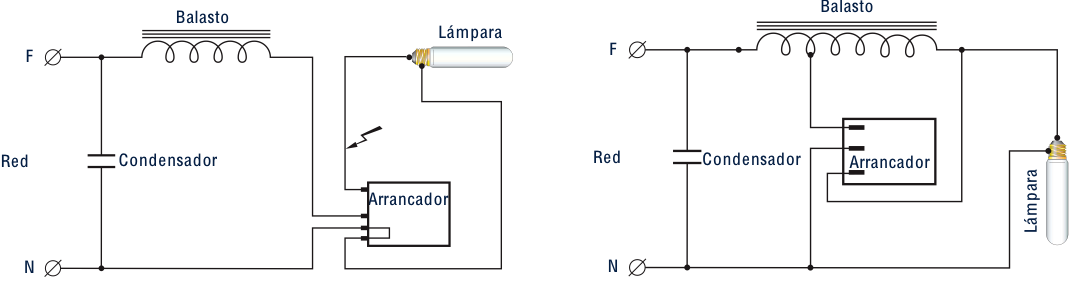 Balasto
Lámpara
F
Red
Condensador
Arrancador
N
Balasto
F
Red
Condensador
Arrancador
Lámpara
N